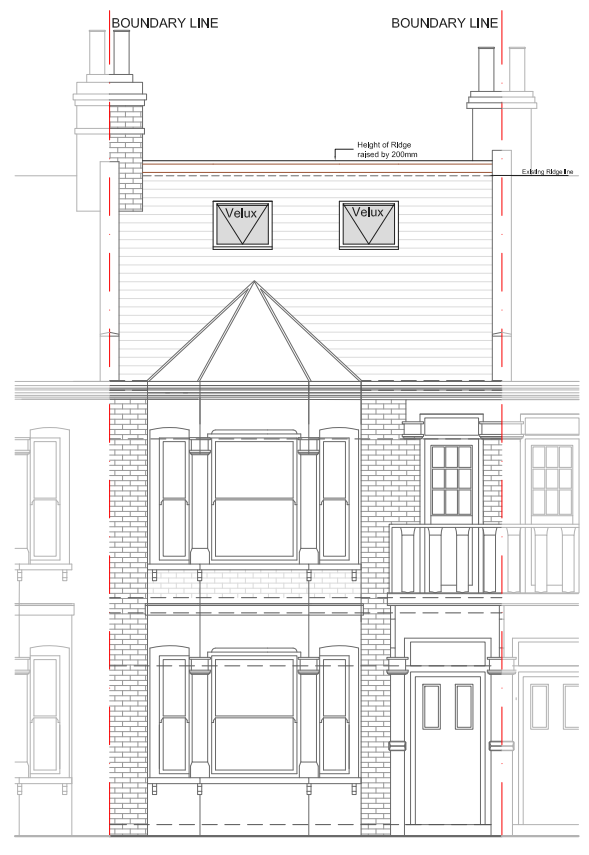 BOUNDARY LINE
BOUNDARY LINE
Height of Ridge
raised by 200mm
Existing Ridge line
Velux
Velux